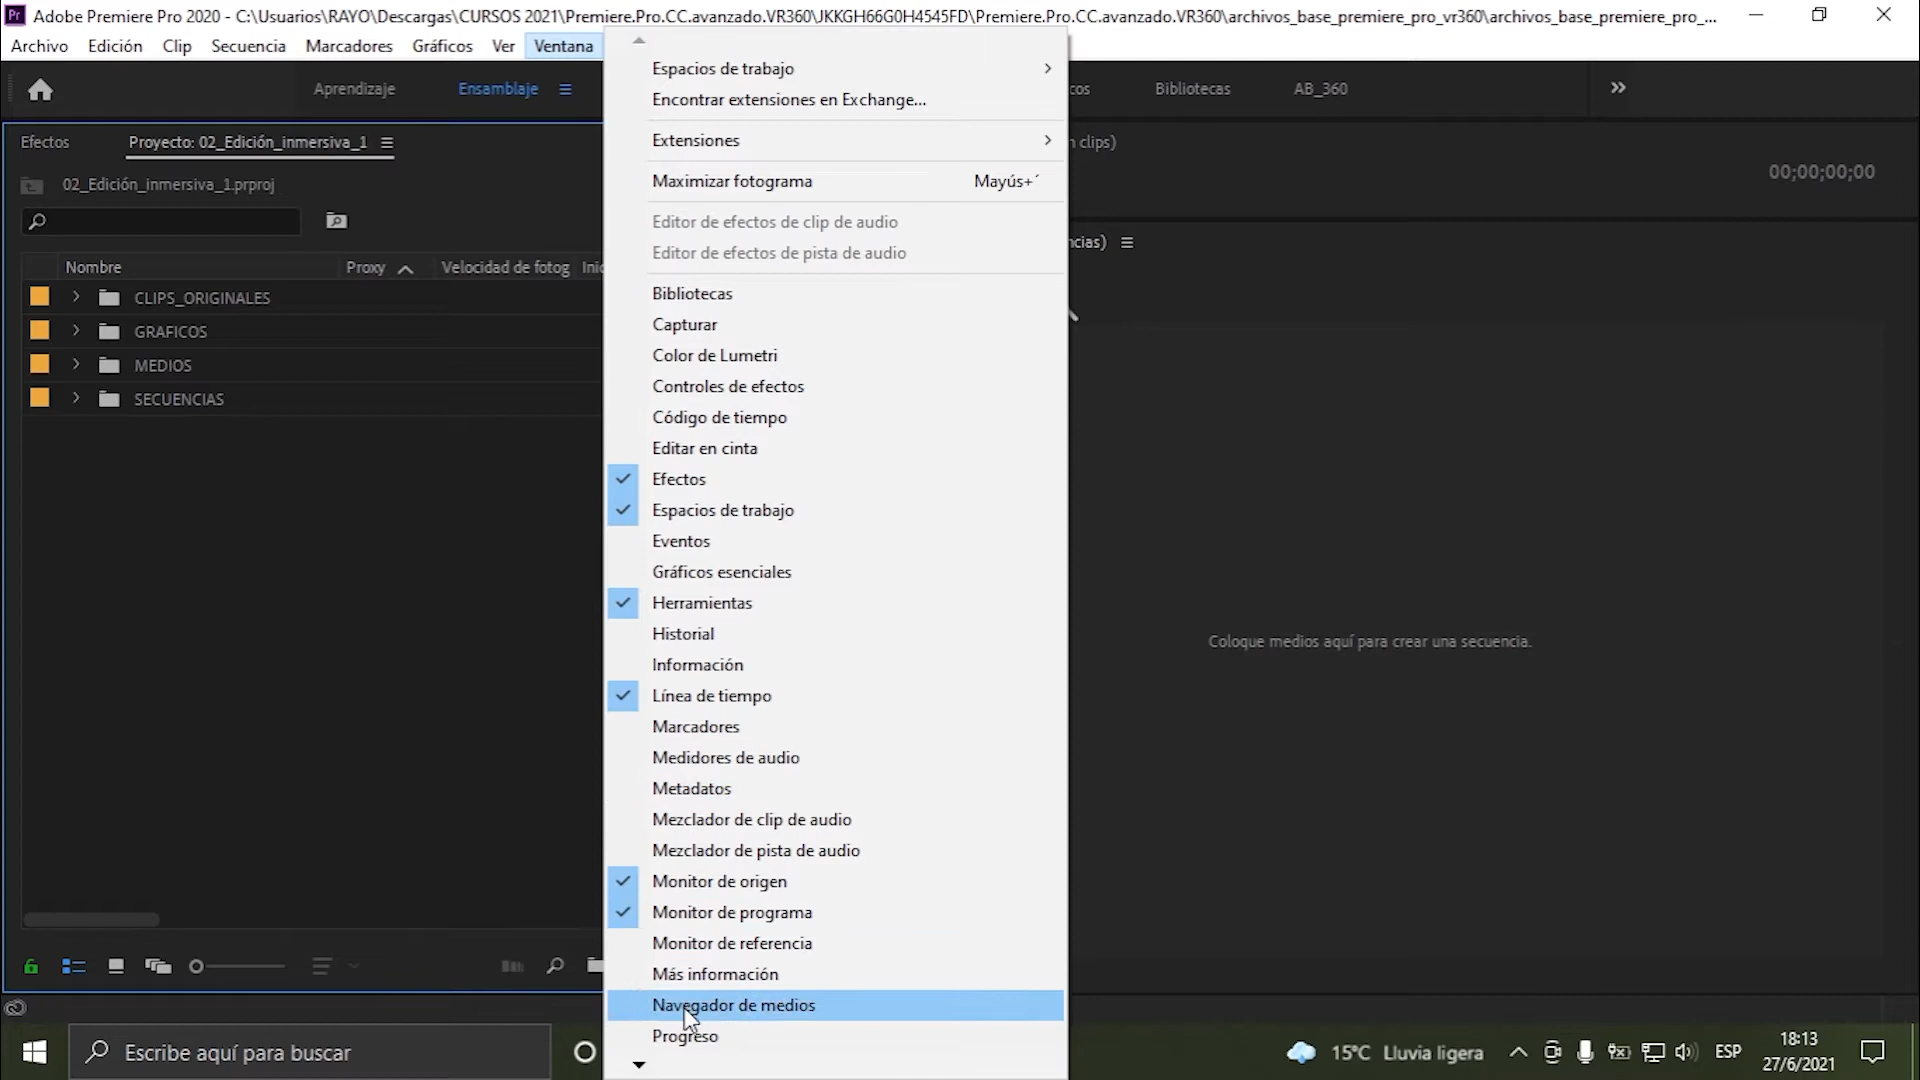 Adobe Premiere Pro 2020 - C:\Usuarios\RAYO\Descargas\CURSOS 2021\Premiere.Pro.CC.avanzado.VR360\JKKGH66G0H4545FD\Premiere.Pro.CC.avanzado.VR360\archivos_base_premiere_pro_vr360\archivos_base_premiere_pro_...
Archivo Edición Clip Secuencia Marcadores Gráficos Ver Ventana
Aprendizaje Ensamblaje Bibliotecas AB_360
Efectos Proyecto: 02_Edición_inmersiva_1
n clips)
00;00;00;00
02_Edición_inmersiva_1.prproj
ncias)
Nombre Proxy Velocidad de fotog Inic
CLIPS_ORIGINALES
GRAFICOS
MEDIOS
SECUENCIAS
Espacios de trabajo
Encontrar extensiones en Exchange...
Extensiones
Maximizar fotograma Mayús+´
Editor de efectos de clip de audio
Editor de efectos de pista de audio
Bibliotecas
Capturar
Color de Lumetri
Controles de efectos
Código de tiempo
Editar en cinta
Efectos
Espacios de trabajo
Eventos
Gráficos esenciales
Herramientas
Historial
Información
Línea de tiempo
Marcadores
Medidores de audio
Metadatos
Mezclador de clip de audio
Mezclador de pista de audio
Monitor de origen
Monitor de programa
Monitor de referencia
Más información
Navegador de medios
Progreso
Coloque medios aquí para crear una secuencia.
Escribe aquí para buscar
15°C Lluvia ligera
ESP
18:13
27/6/2021